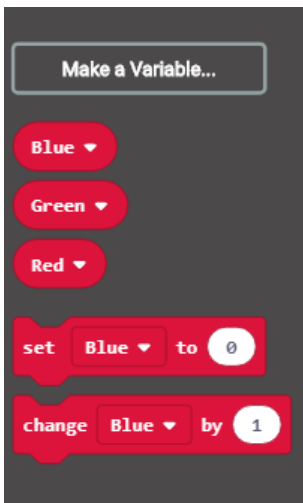 Make a Variable...
Blue
Green
Red
set Blue to 0
change Blue by 1